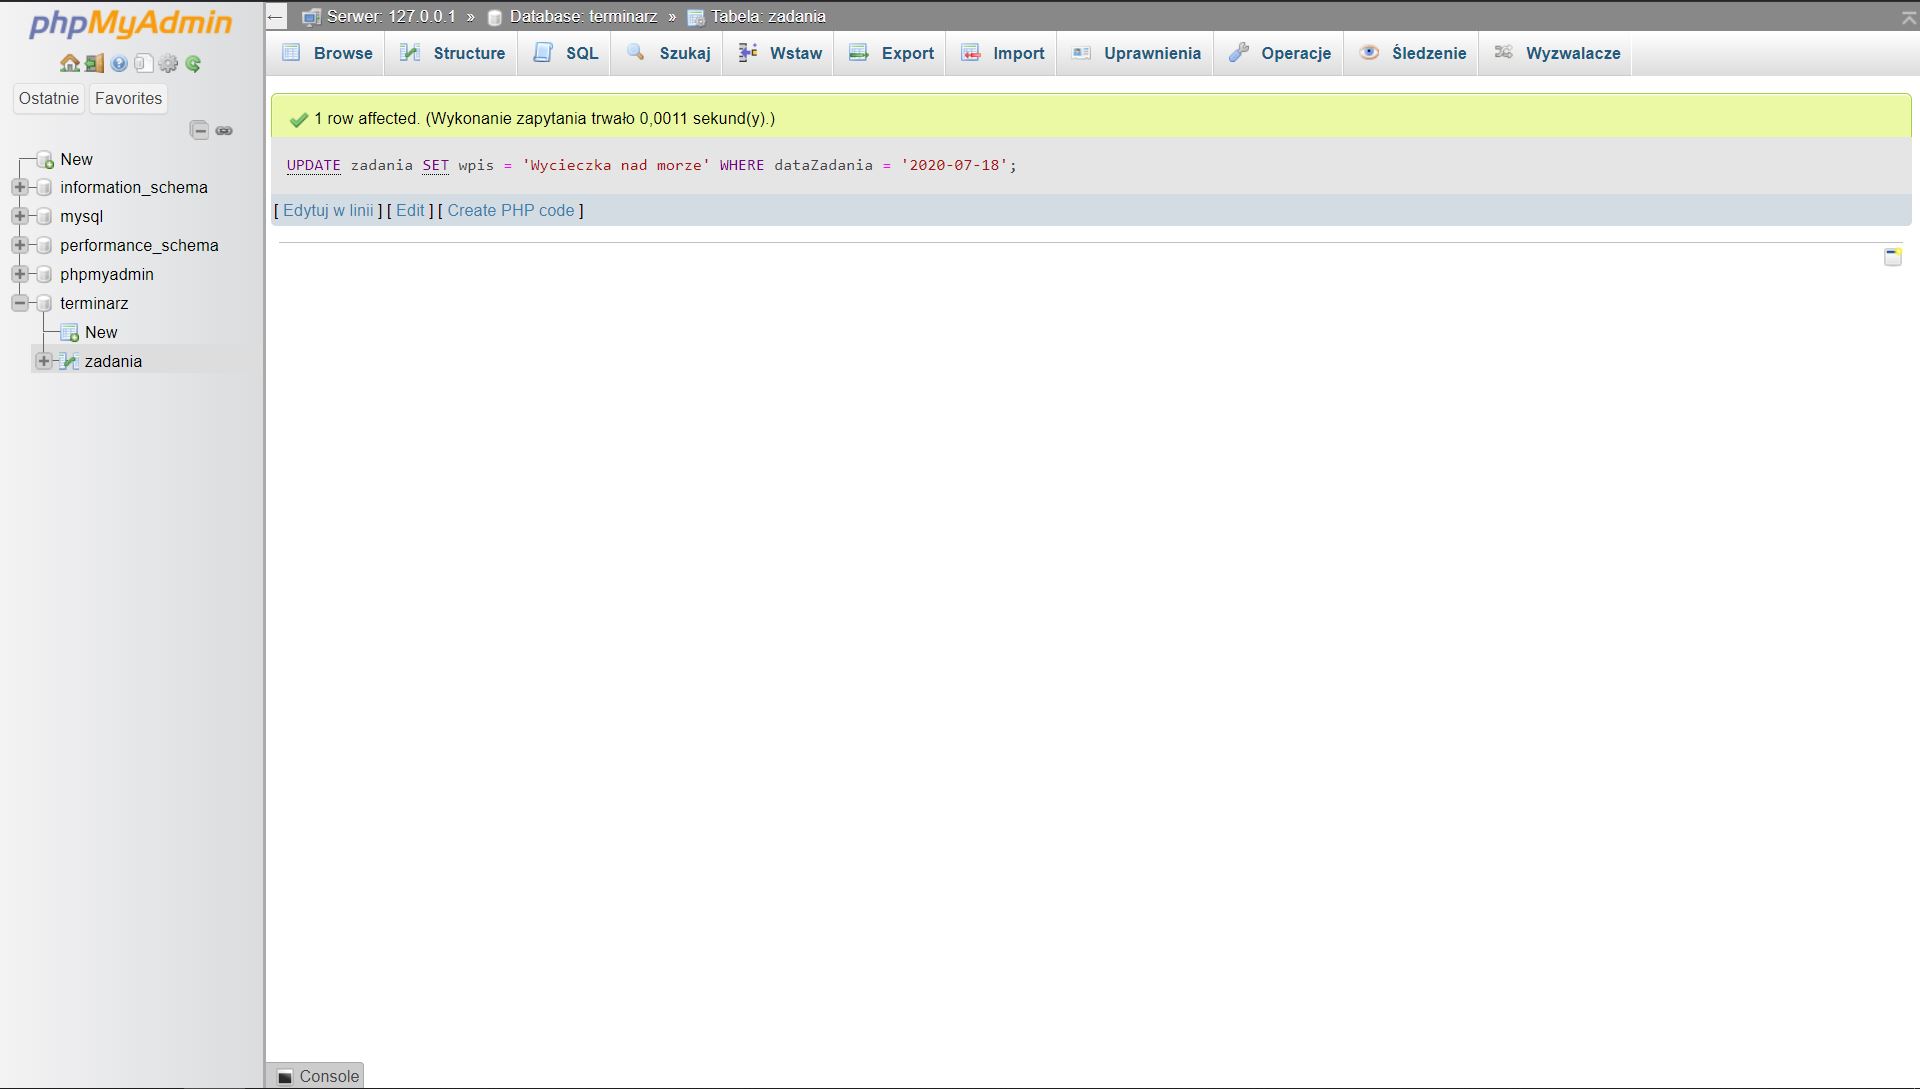 phpMyAdmin
Ostatnie Favorites
New
information_schema
mysql
performance_schema
phpmyadmin
terminarz
New
zadania
Serwer: 127.0.0.1 » Database: terminarz » Tabela: zadania
Browse Structure SQL Szukaj Wstaw Export Import Uprawnienia Operacje Śledzenie Wyzwalacze
1 row affected. (Wykonanie zapytania trwało 0,0011 sekund(y).)
UPDATE zadania SET wpis = 'Wycieczka nad morze' WHERE dataZadania = '2020-07-18';
[ Edytuj w linii ] [ Edit ] [ Create PHP code ]
Console